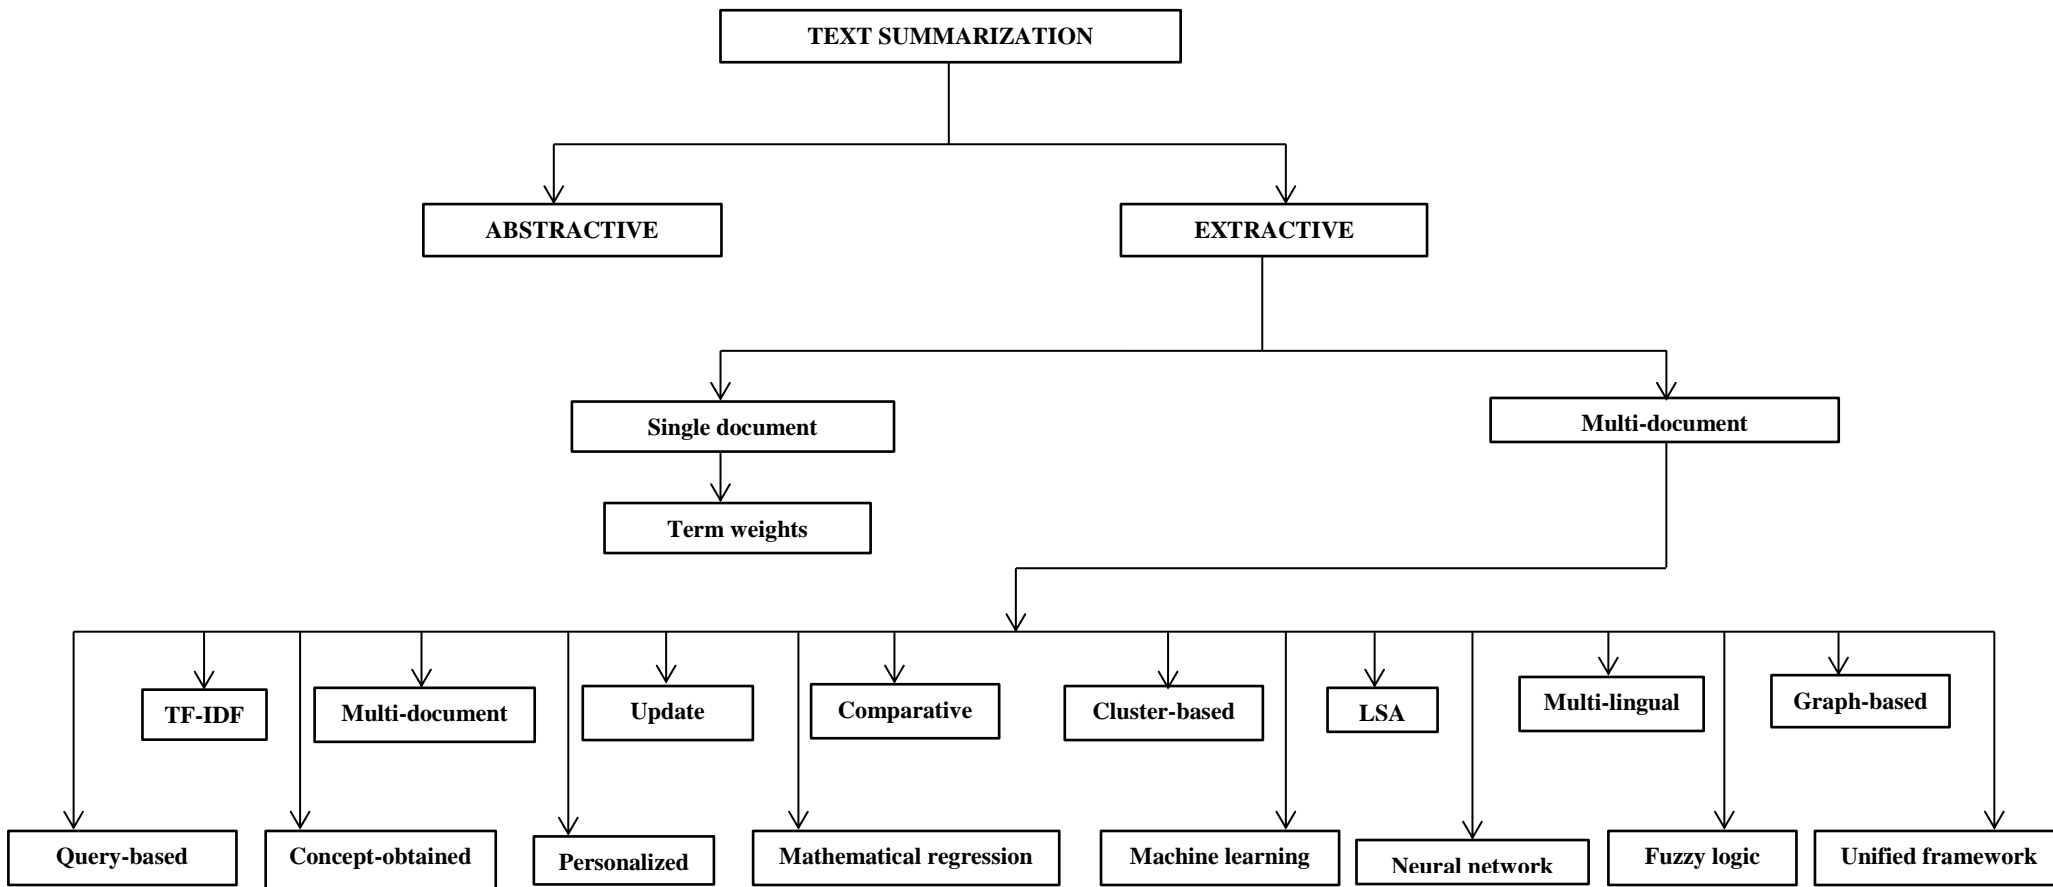 TEXT SUMMARIZATION
ABSTRACTIVE
EXTRACTIVE
Single document
Multi-document
Term weights
TF-IDF
Multi-document
Update
Comparative
Cluster-based
LSA
Multi-lingual
Graph-based
Query-based
Concept-obtained
Personalized
Mathematical regression
Machine learning
Neural network
Fuzzy logic
Unified framework